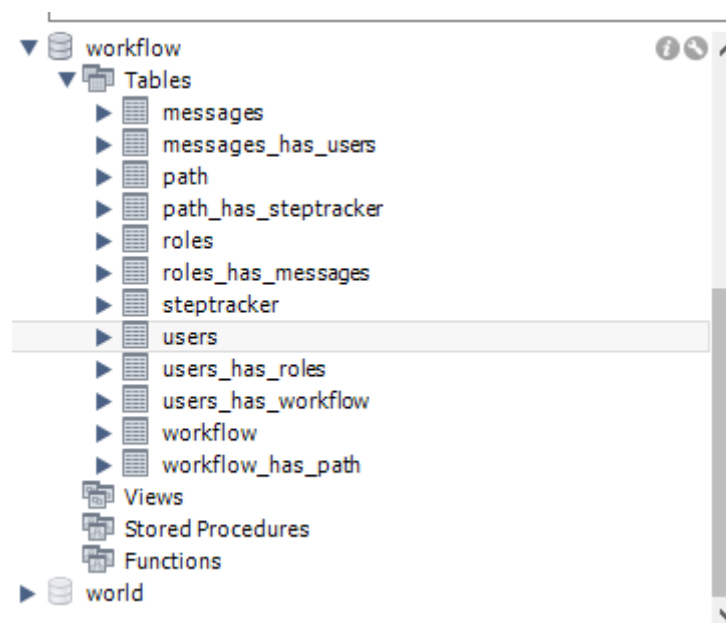 workflow
Tables
messages
messages_has_users
path
path_has_steptracker
roles
roles_has_messages
steptracker
users
users_has_roles
users_has_workflow
workflow
workflow_has_path
Views
Stored Procedures
Functions
world